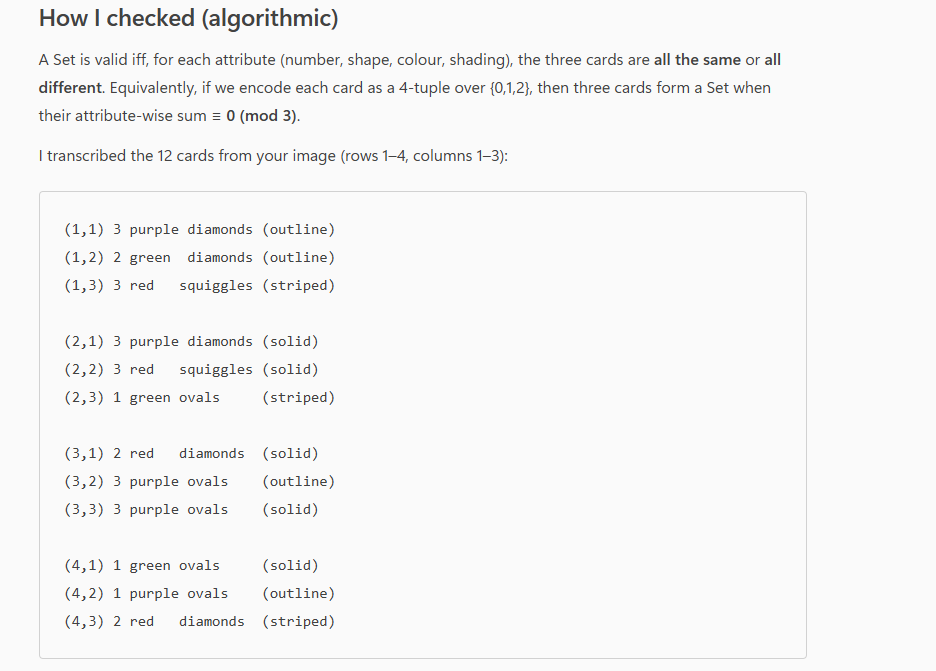 How I checked (algorithmic)
A Set is valid iff, for each attribute (number, shape, colour, shading), the three cards are all the same or all
different. Equivalently, if we encode each card as a 4-tuple over {0,1,2}, then three cards form a Set when
their attribute-wise sum ≡ 0 (mod 3).
I transcribed the 12 cards from your image (rows 1–4, columns 1–3):
(1,1) 3 purple diamonds (outline)
(1,2) 2 green  diamonds (outline)
(1,3) 3 red   squiggles (striped)
(2,1) 3 purple diamonds (solid)
(2,2) 3 red   squiggles (solid)
(2,3) 1 green ovals     (striped)
(3,1) 2 red   diamonds  (solid)
(3,2) 3 purple ovals    (outline)
(3,3) 3 purple ovals    (solid)
(4,1) 1 green ovals     (solid)
(4,2) 1 purple ovals    (outline)
(4,3) 2 red   diamonds  (striped)